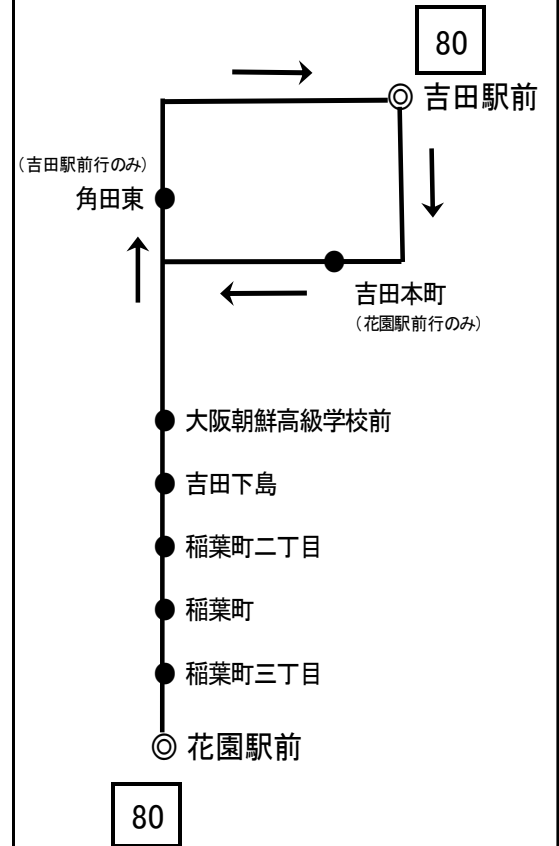 80
吉田駅前
（吉田駅前行のみ）
角田東
吉田本町
（花園駅前行のみ）
大阪朝鮮高級学校前
吉田下島
稲葉町二丁目
稲葉町
稲葉町三丁目
花園駅前
80